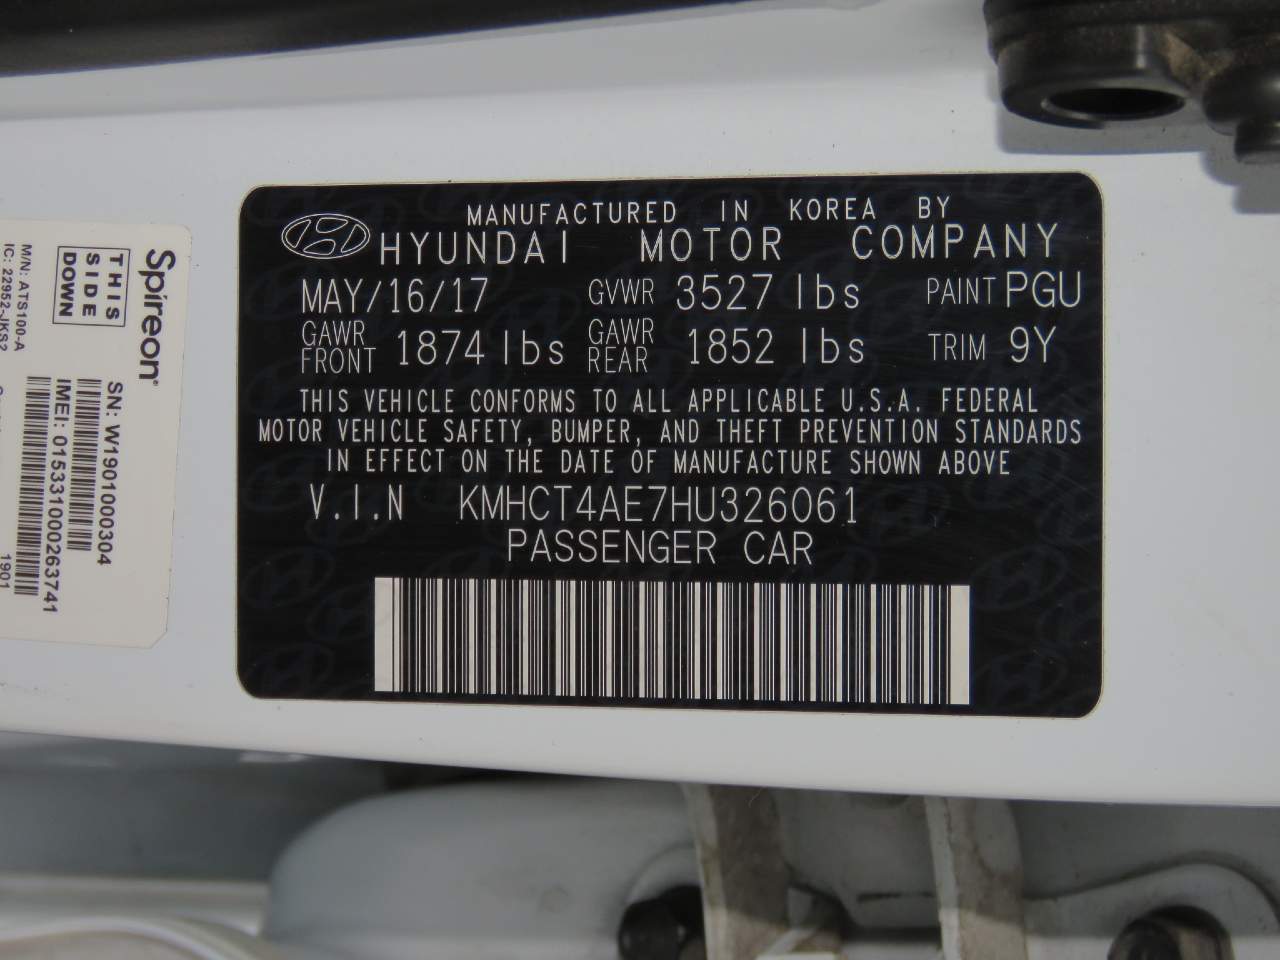 MANUFACTURED IN KOREA BY
HYUNDAI MOTOR COMPANY
MAY/16/17 GVWR 3527 lbs PAINT PGU
GAWR FRONT 1874 lbs GAWR REAR 1852 lbs TRIM 9Y
THIS VEHICLE CONFORMS TO ALL APPLICABLE U.S.A. FEDERAL
MOTOR VEHICLE SAFETY, BUMPER, AND THEFT PREVENTION STANDARDS
IN EFFECT ON THE DATE OF MANUFACTURE SHOWN ABOVE
V.I.N KMHCT4AE7HU326061
PASSENGER CAR
Spireon®
THIS
SIDE
DOWN
SN: W1901000304
IMEI: 015331000263741
M/N: ATS100-A
IC: 22952-JKS2
1901